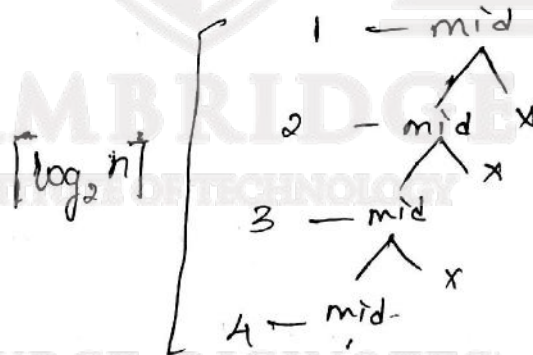 1 — mid
2 — mid x
⌈log₂ n⌉
3 — mid x
4 — mid x